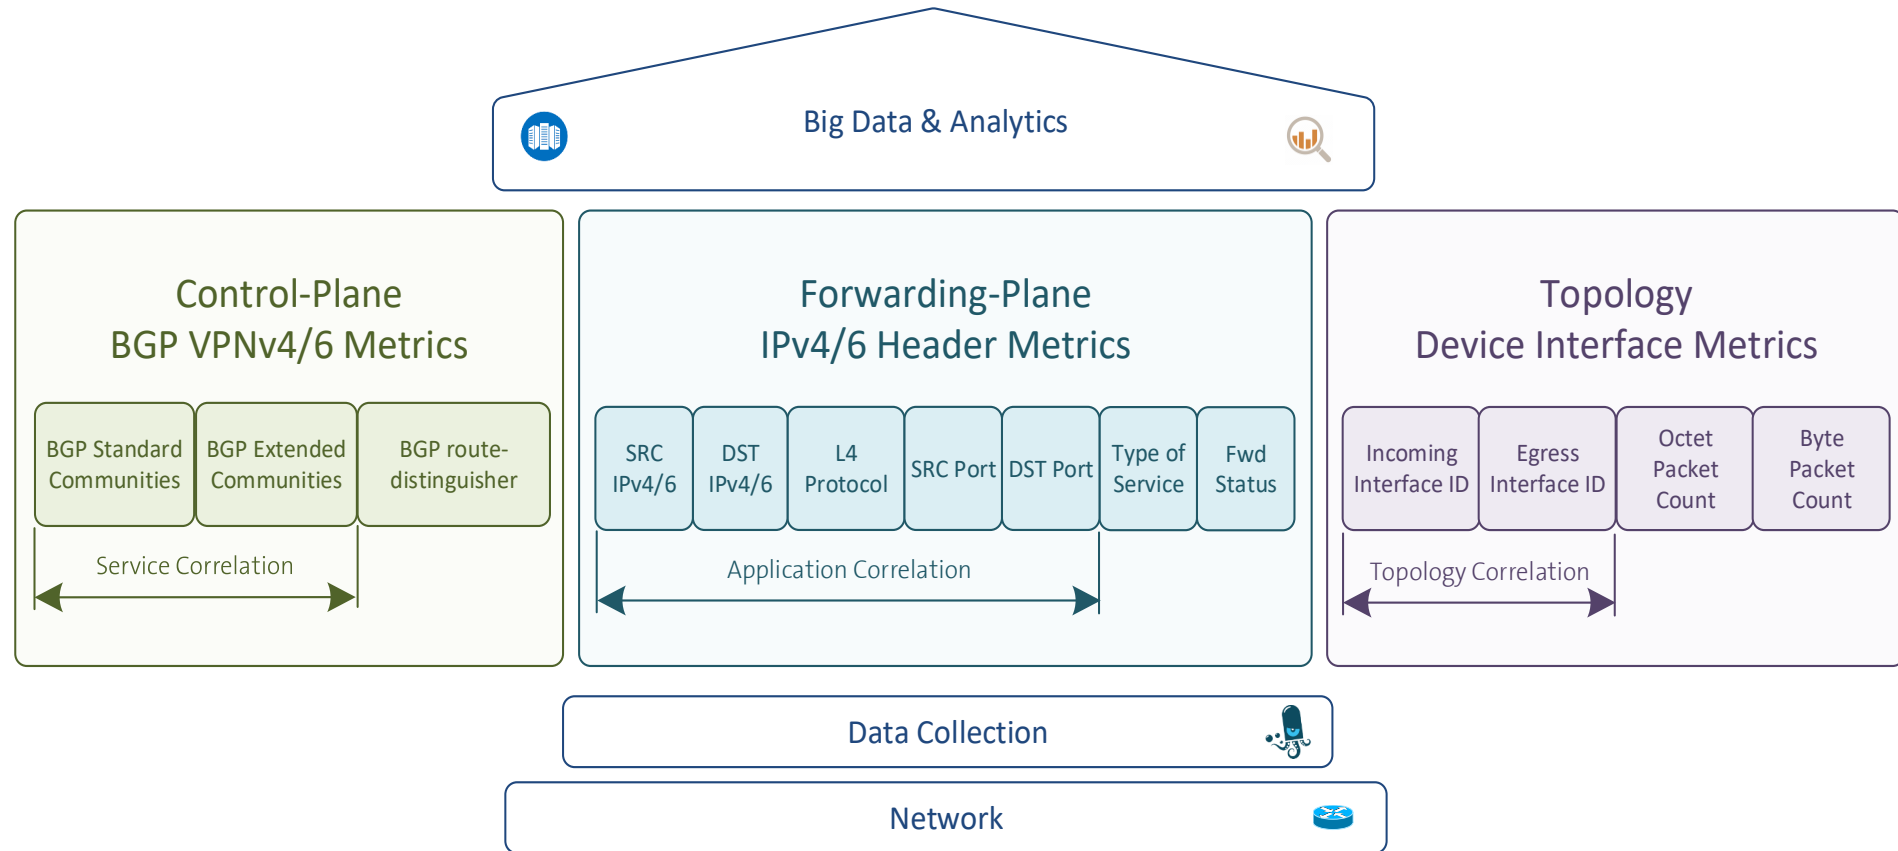 Big Data & Analytics
Control-Plane
BGP VPNv4/6 Metrics
BGP Standard
Communities
BGP Extended
Communities
BGP route-
distinguisher
Service Correlation
Forwarding-Plane
IPv4/6 Header Metrics
SRC
IPv4/6
DST
IPv4/6
L4
Protocol
SRC Port
DST Port
Type of
Service
Fwd
Status
Application Correlation
Topology
Device Interface Metrics
Incoming
Interface ID
Egress
Interface ID
Octet
Packet
Count
Byte
Packet
Count
Topology Correlation
Data Collection
Network